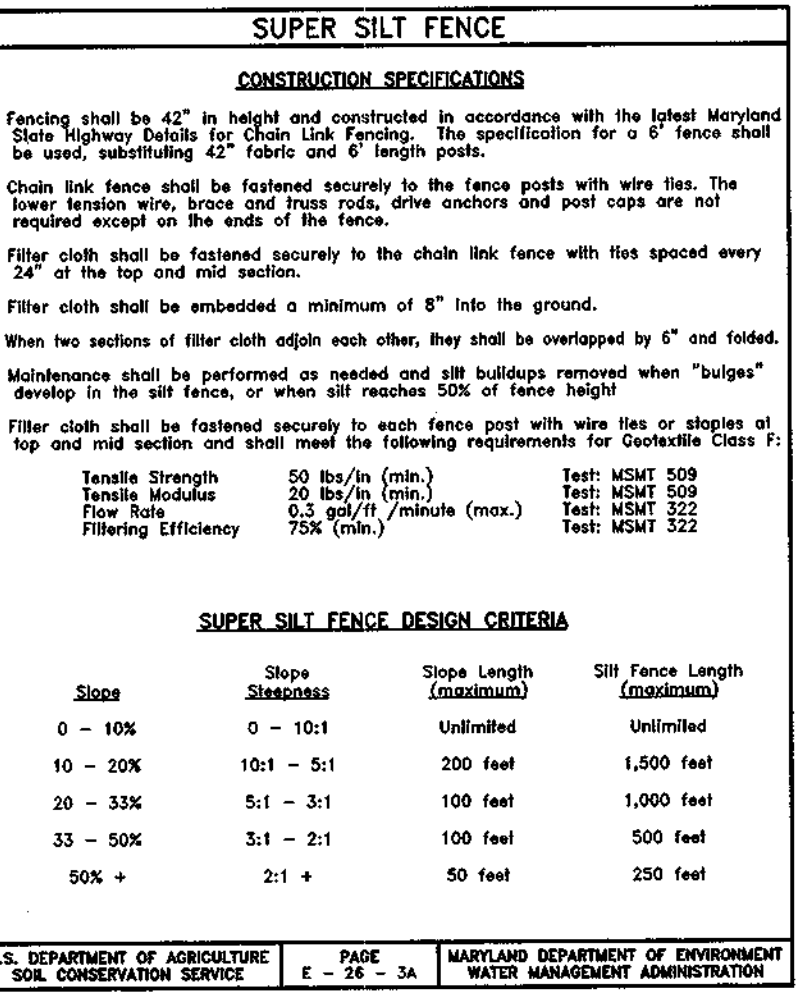 SUPER SILT FENCE
CONSTRUCTION SPECIFICATIONS
Fencing shall be 42" in height and constructed in accordance with the latest Maryland
State Highway Details for Chain Link Fencing. The specification for a 6' fence shall
be used, substituting 42" fabric and 6' length posts.
Chain link fence shall be fastened securely to the fence posts with wire ties. The
lower tension wire, brace and truss rods, drive anchors and post caps are not
required except on the ends of the fence.
Filter cloth shall be fastened securely to the chain link fence with ties spaced every
24" at the top and mid section.
Filter cloth shall be embedded a minimum of 8" into the ground.
When two sections of filter cloth adjoin each other, they shall be overlapped by 6" and folded.
Maintenance shall be performed as needed and silt buildups removed when "bulges"
develop in the silt fence, or when silt reaches 50% of fence height
Filter cloth shall be fastened securely to each fence post with wire ties or staples at
top and mid section and shall meet the following requirements for Geotextile Class F:
Tensile Strength 50 lbs/in (min.) Test: MSMT 509
Tensile Modulus 20 lbs/in (min.) Test: MSMT 509
Flow Rate 0.3 gal/ft /minute (max.) Test: MSMT 322
Filtering Efficiency 75% (min.) Test: MSMT 322
SUPER SILT FENCE DESIGN CRITERIA
Slope Slope Steepness Slope Length (maximum) Silt Fence Length (maximum)
0 - 10% 0 - 10:1 Unlimited Unlimited
10 - 20% 10:1 - 5:1 200 feet 1,500 feet
20 - 33% 5:1 - 3:1 100 feet 1,000 feet
33 - 50% 3:1 - 2:1 100 feet 500 feet
50% + 2:1 + 50 feet 250 feet
.S. DEPARTMENT OF AGRICULTURE
SOIL CONSERVATION SERVICE
PAGE
E - 26 - 3A
MARYLAND DEPARTMENT OF ENVIRONMENT
WATER MANAGEMENT ADMINISTRATION